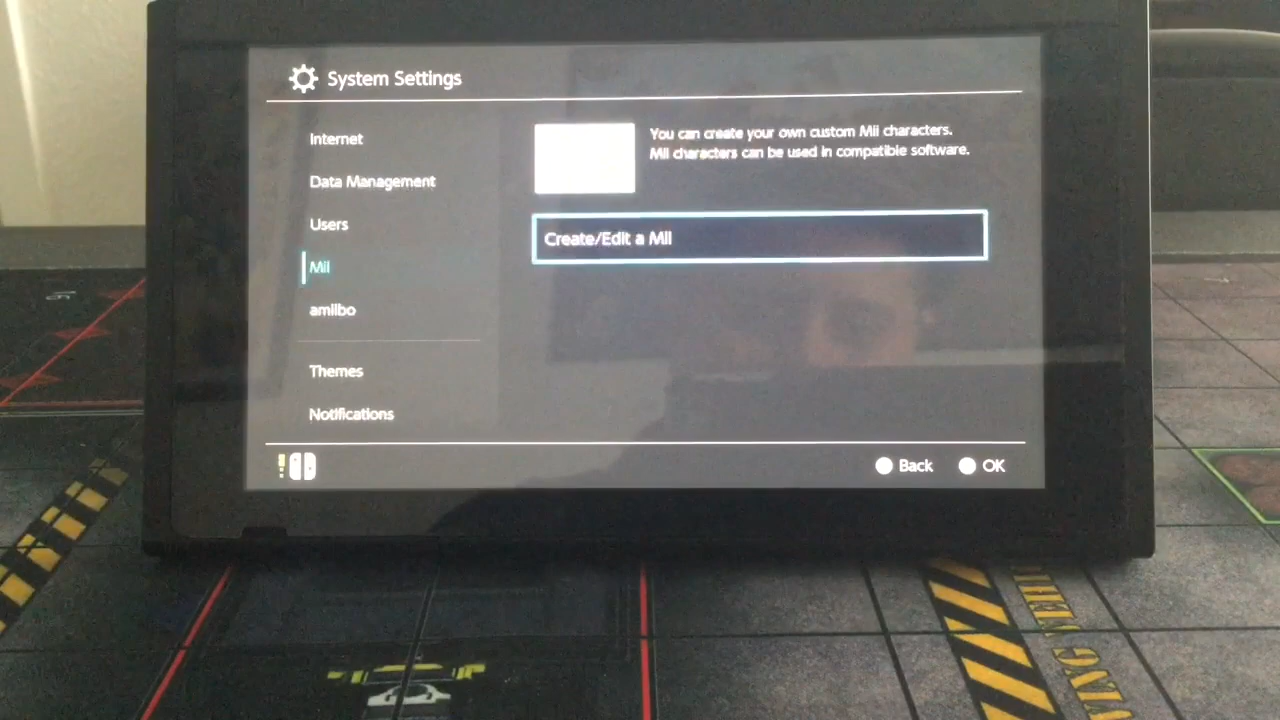 System Settings
Internet
Data Management
Users
Mii
amiibo
Themes
Notifications
You can create your own custom Mii characters.
Mii characters can be used in compatible software.
Create/Edit a Mii
Back
OK